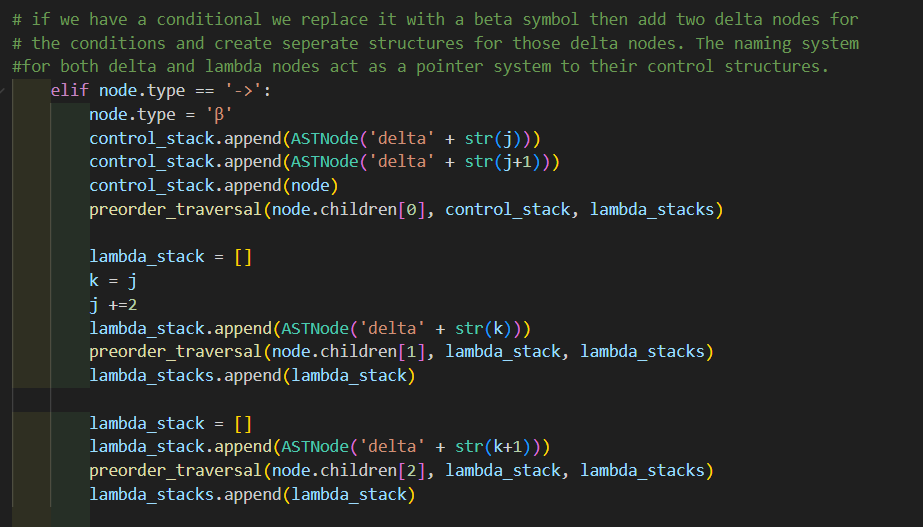 # if we have a conditional we replace it with a beta symbol then add two delta nodes for
# the conditions and create seperate structures for those delta nodes. The naming system
#for both delta and lambda nodes act as a pointer system to their control structures.
elif node.type == '->':
node.type = 'β'
control_stack.append(ASTNode('delta' + str(j)))
control_stack.append(ASTNode('delta' + str(j+1)))
control_stack.append(node)
preorder_traversal(node.children[0], control_stack, lambda_stacks)
lambda_stack = []
k = j
j +=2
lambda_stack.append(ASTNode('delta' + str(k)))
preorder_traversal(node.children[1], lambda_stack, lambda_stacks)
lambda_stacks.append(lambda_stack)
lambda_stack = []
lambda_stack.append(ASTNode('delta' + str(k+1)))
preorder_traversal(node.children[2], lambda_stack, lambda_stacks)
lambda_stacks.append(lambda_stack)